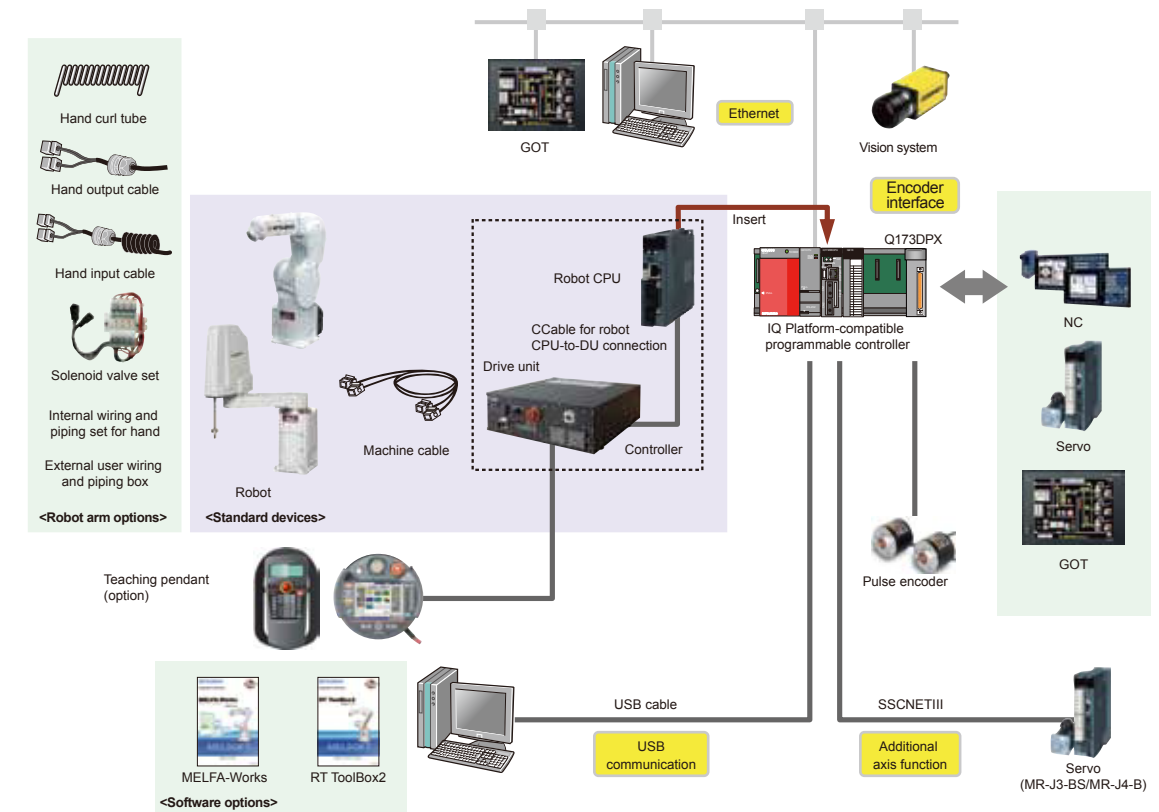 Hand curl tube
Hand output cable
Hand input cable
Solenoid valve set
Internal wiring and
piping set for hand
External user wiring
and piping box
<Robot arm options>
GOT
Ethernet
Vision system
Encoder
interface
Insert
Q173DPX
Robot CPU
IQ Platform-compatible
programmable controller
CCable for robot
CPU-to-DU connection
Drive unit
Machine cable
Controller
Robot
<Standard devices>
NC
Servo
GOT
Pulse encoder
Teaching pendant
(option)
MELFA-Works
RT ToolBox2
<Software options>
USB cable
USB
communication
SSCNETIII
Additional
axis function
Servo
(MR-J3-BS/MR-J4-B)